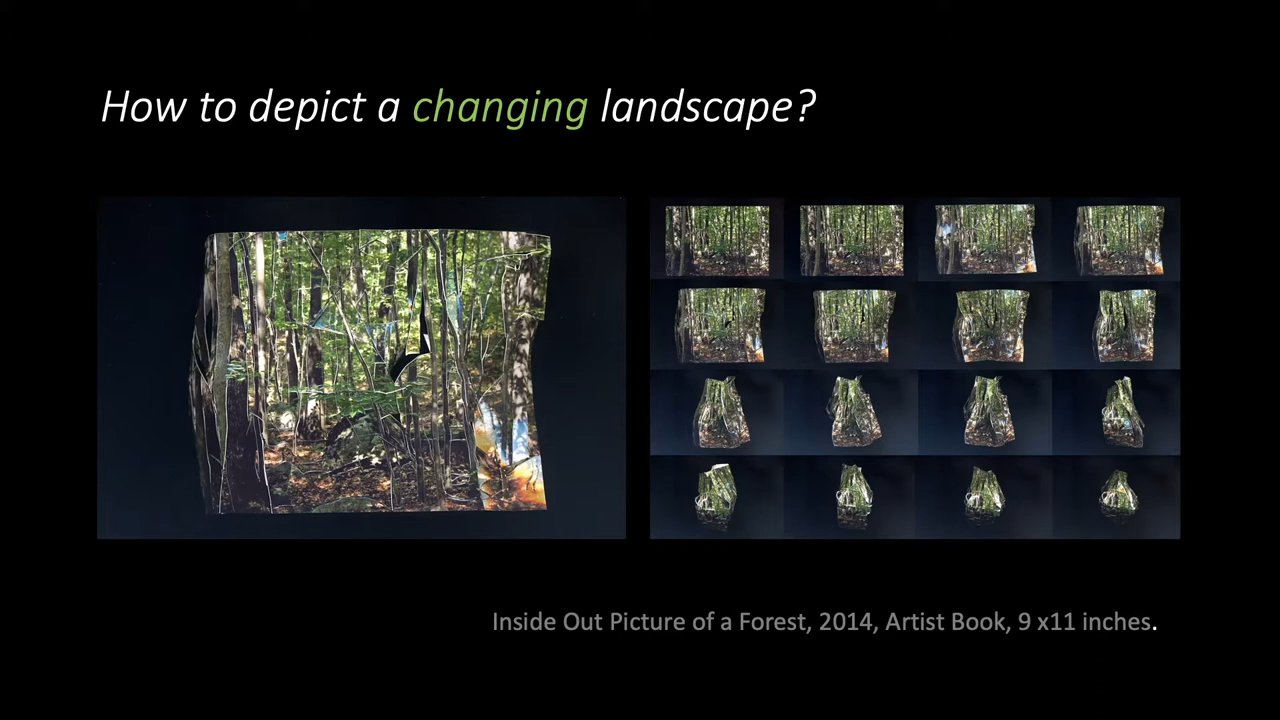 How to depict a changing landscape?
Inside Out Picture of a Forest, 2014, Artist Book, 9 x11 inches.